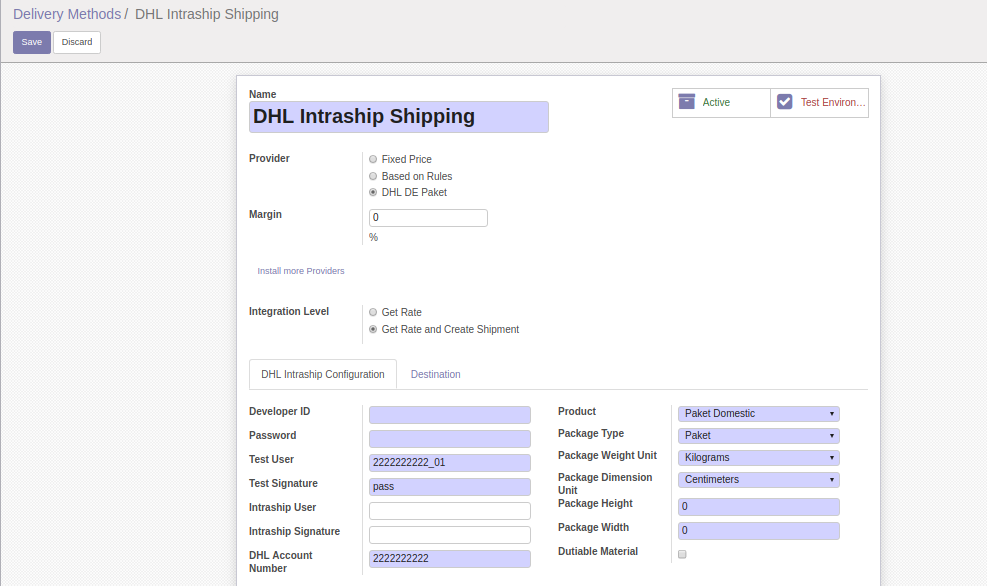 Delivery Methods / DHL Intraship Shipping
Save Discard
Name
DHL Intraship Shipping
Active
Test Environ...
Provider
Fixed Price
Based on Rules
DHL DE Paket
Margin
0
%
Install more Providers
Integration Level
Get Rate
Get Rate and Create Shipment
DHL Intraship Configuration
Destination
Developer ID
Password
Test User 2222222222_01
Test Signature pass
Intraship User
Intraship Signature
DHL Account
Number
2222222222
Product Paket Domestic
Package Type Paket
Package Weight Unit Kilograms
Package Dimension
Unit
Centimeters
Package Height 0
Package Width 0
Dutiable Material